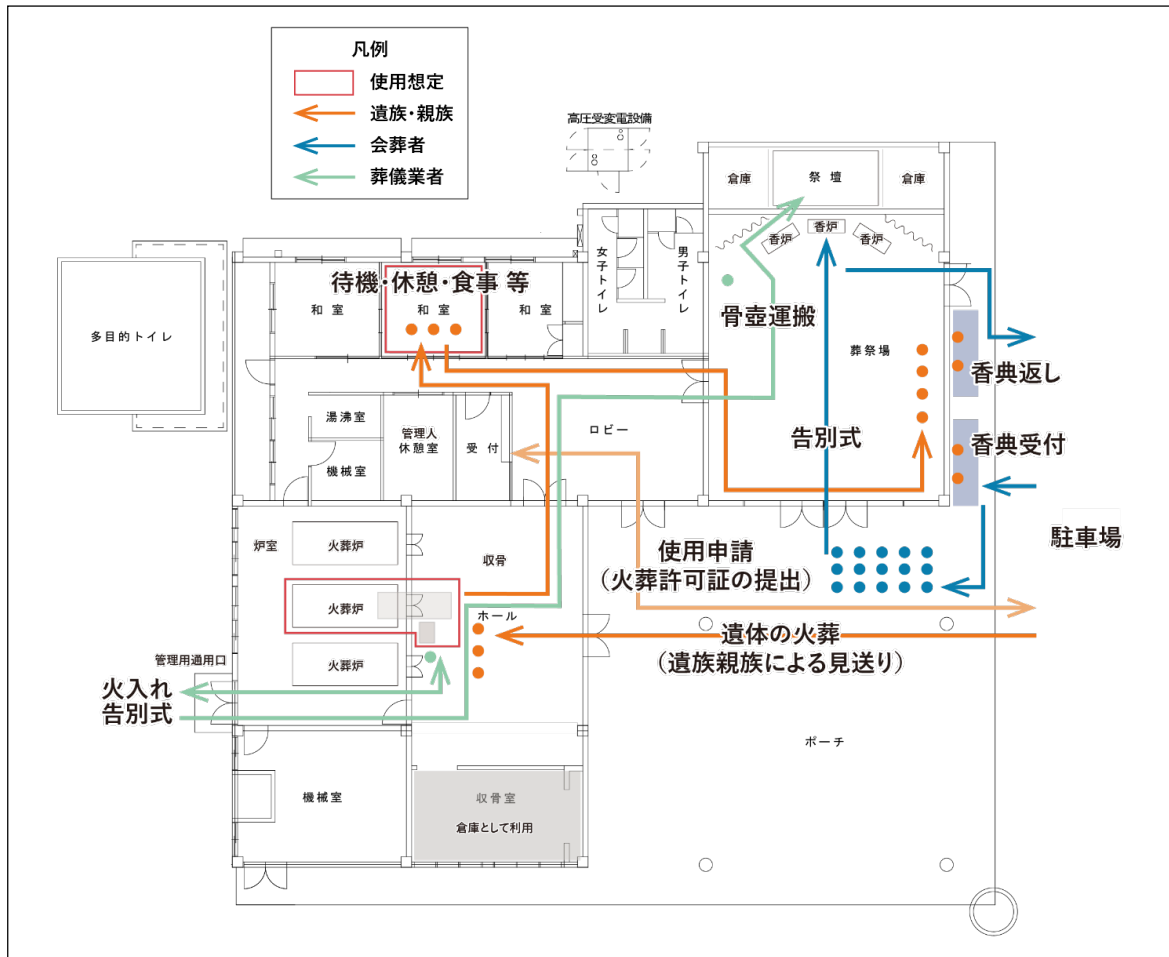 凡例
使用想定
遺族・親族
会葬者
葬儀業者
高圧受変電設備
倉庫
祭壇
倉庫
香炉
香炉
香炉
女子トイレ
男子トイレ
待機・休憩・食事 等
和室
和室
和室
多目的トイレ
骨壺運搬
葬祭場
香典返し
湯沸室
管理人
休憩室
受付
ロビー
機械室
告別式
香典受付
駐車場
炉室
火葬炉
収骨
使用申請
（火葬許可証の提出）
火葬炉
ホール
遺体の火葬
（遺族親族による見送り）
火葬炉
管理用通用口
火入れ
告別式
ポーチ
機械室
収骨室
倉庫として利用